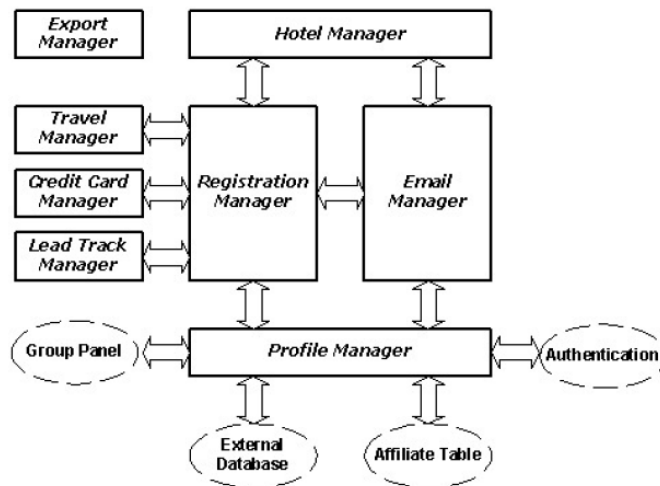 Export
Manager
Hotel Manager
Travel
Manager
Credit Card
Manager
Lead Track
Manager
Registration
Manager
Email
Manager
Group Panel
Profile Manager
Authentication
External
Database
Affiliate Table